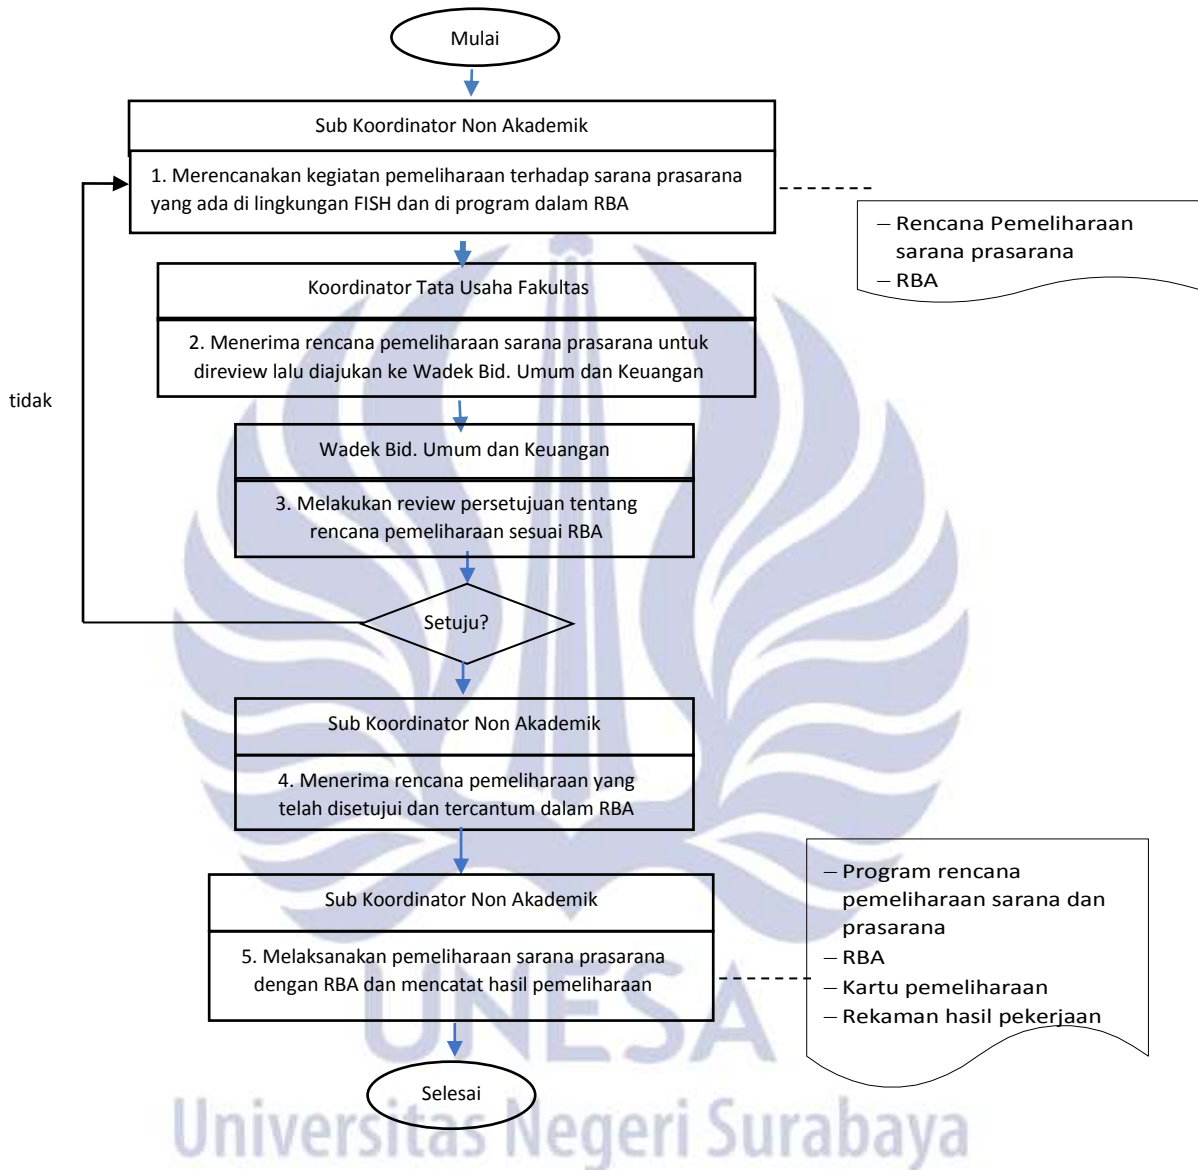 Mulai
Sub Koordinator Non Akademik
1. Merencanakan kegiatan pemeliharaan terhadap sarana prasarana
yang ada di lingkungan FISH dan di program dalam RBA
– Rencana Pemeliharaan
sarana prasarana
– RBA
Koordinator Tata Usaha Fakultas
2. Menerima rencana pemeliharaan sarana prasarana untuk
direview lalu diajukan ke Wadek Bid. Umum dan Keuangan
tidak
Wadek Bid. Umum dan Keuangan
3. Melakukan review persetujuan tentang
rencana pemeliharaan sesuai RBA
Setuju?
Sub Koordinator Non Akademik
4. Menerima rencana pemeliharaan yang
telah disetujui dan tercantum dalam RBA
Sub Koordinator Non Akademik
5. Melaksanakan pemeliharaan sarana prasarana
dengan RBA dan mencatat hasil pemeliharaan
– Program rencana
pemeliharaan sarana dan
prasarana
– RBA
– Kartu pemeliharaan
– Rekaman hasil pekerjaan
UNESA
Selesai
Universitas Negeri Surabaya